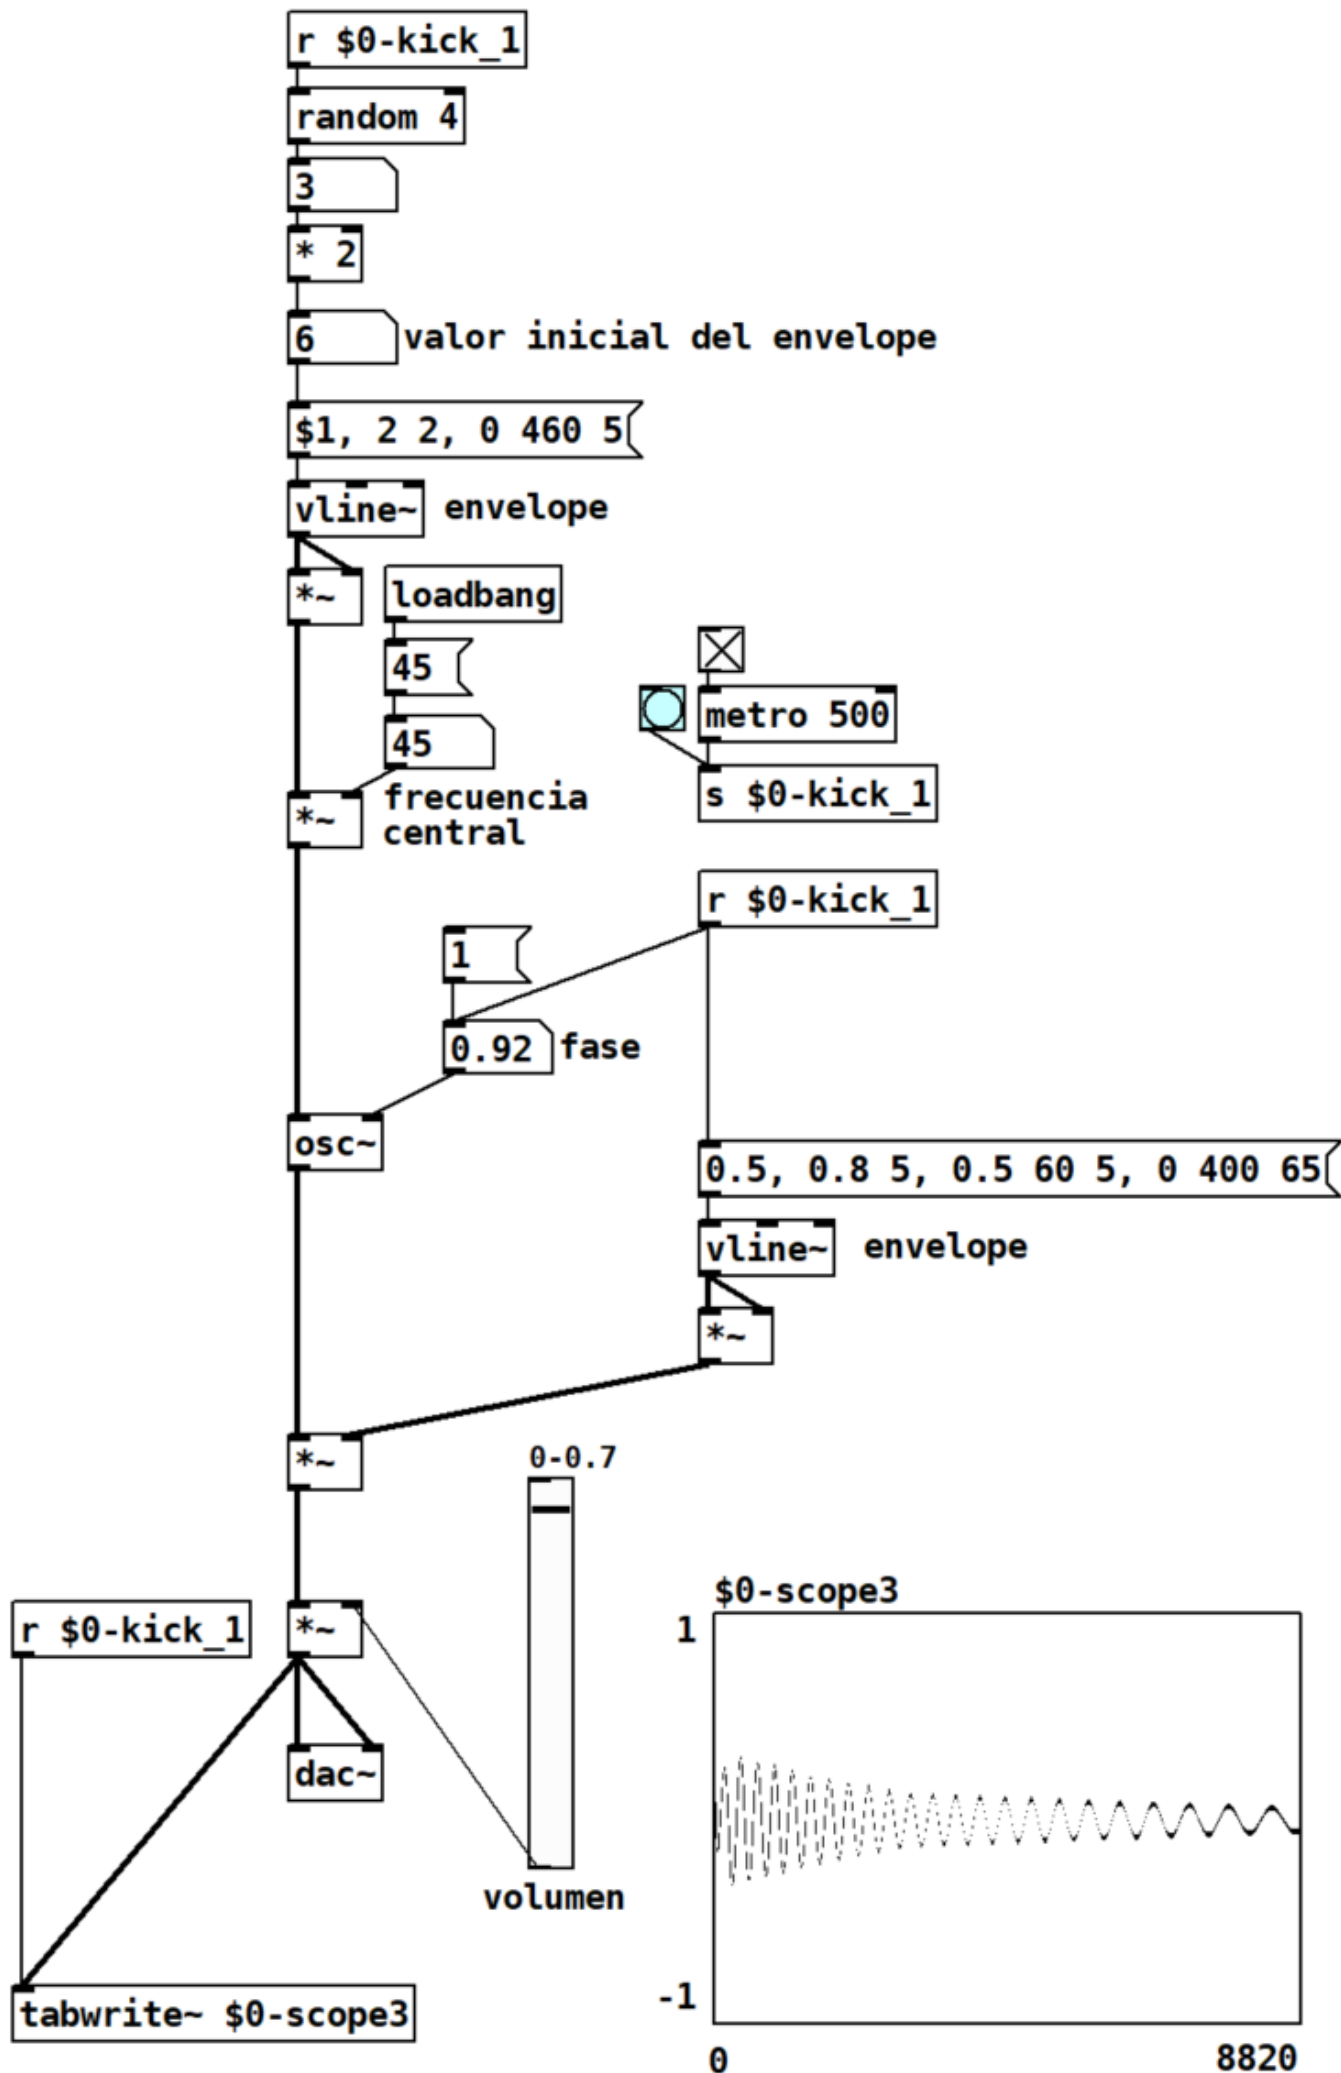 r $0-kick_1
random 4
3
* 2
6
valor inicial del envelope
$1, 2 2, 0 460 5
vline~
envelope
*~
loadbang
45
45
frecuencia
central
*~
metro 500
s $0-kick_1
r $0-kick_1
1
0.92
fase
osc~
0.5, 0.8 5, 0.5 60 5, 0 400 65
vline~
envelope
*~
*~
0-0.7
r $0-kick_1
*~
dac~
volumen
tabwrite~ $0-scope3
$0-scope3
1
-1
0
8820